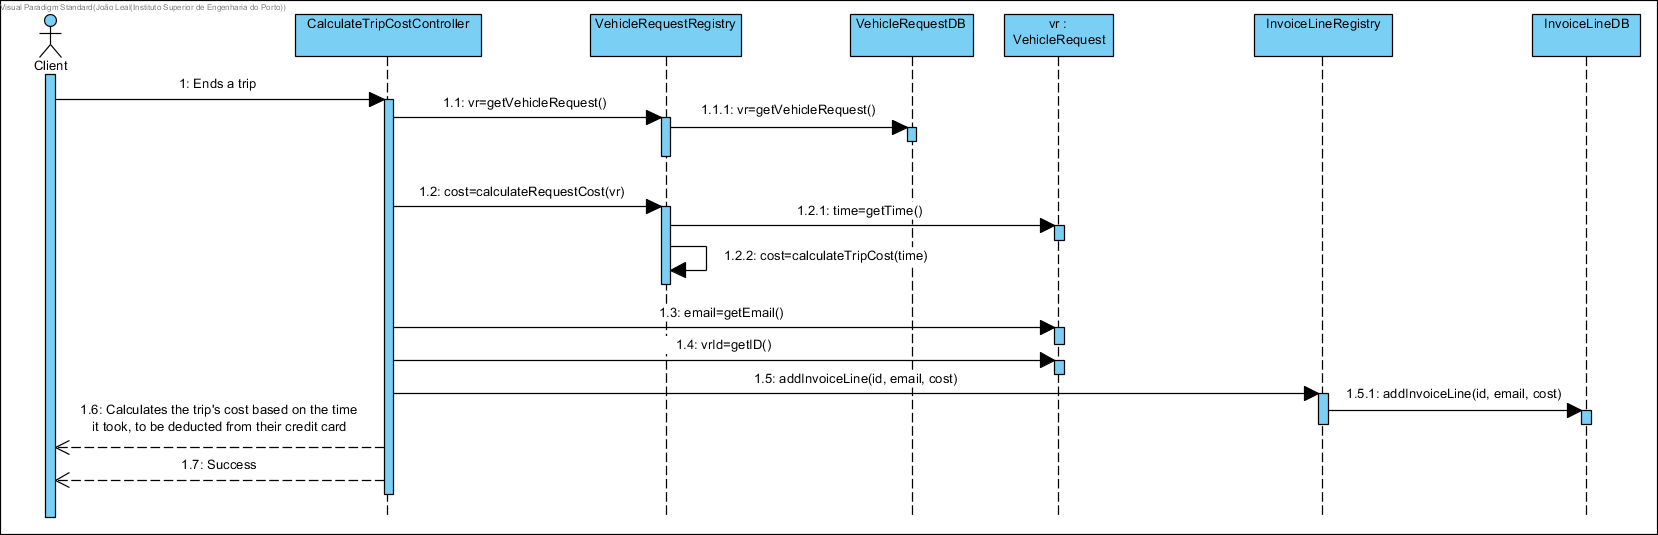 Visual Paradigm Standard(João Leal(Instituto Superior de Engenharia do Porto))
Client
CalculateTripCostController
VehicleRequestRegistry
VehicleRequestDB
vr :
VehicleRequest
InvoiceLineRegistry
InvoiceLineDB
1: Ends a trip
1.1: vr=getVehicleRequest()
1.1.1: vr=getVehicleRequest()
1.2: cost=calculateRequestCost(vr)
1.2.1: time=getTime()
1.2.2: cost=calculateTripCost(time)
1.3: email=getEmail()
1.4: vrId=getID()
1.5: addInvoiceLine(id, email, cost)
1.5.1: addInvoiceLine(id, email, cost)
1.6: Calculates the trip's cost based on the time
it took, to be deducted from their credit card
1.7: Success